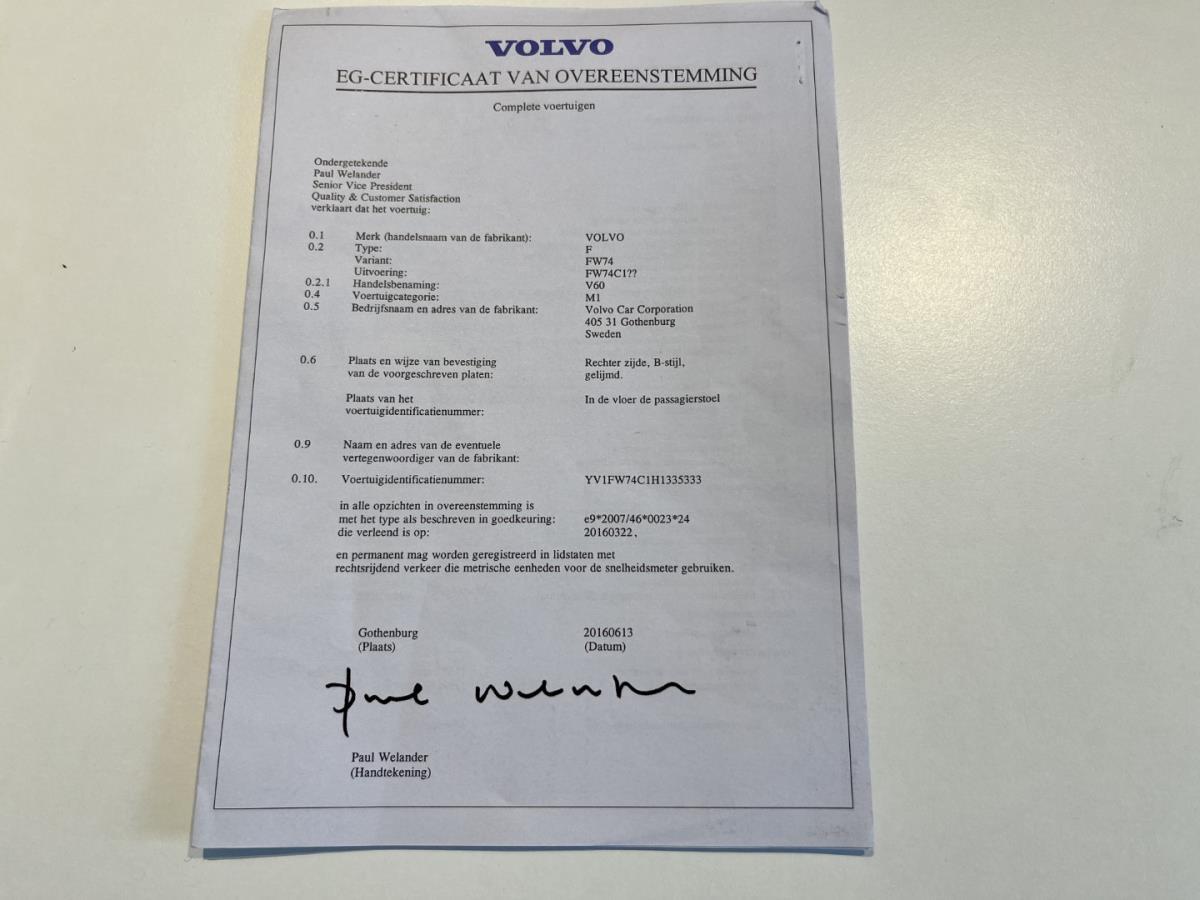 VOLVO
EG-CERTIFICAAT VAN OVEREENSTEMMING
Complete voertuigen
Ondergetekende
Paul Welander
Senior Vice President
Quality & Customer Satisfaction
verklaart dat het voertuig:
0.1 Merk (handelsnaam van de fabrikant): VOLVO
0.2 Type: F
Variant: FW74
Uitvoering: FW74C1??
0.2.1 Handelsbenaming: V60
0.4 Voertuigcategorie: M1
0.5 Bedrijfsnaam en adres van de fabrikant: Volvo Car Corporation
405 31 Gothenburg
Sweden
0.6 Plaats en wijze van bevestiging Rechter zijde, B-stijl,
van de voorgeschreven platen: gelijmd.
Plaats van het In de vloer de passagierstoel
voertuigidentificatienummer:
0.9 Naam en adres van de eventuele
vertegenwoordiger van de fabrikant:
0.10. Voertuigidentificatienummer: YV1FW74C1H1335333
in alle opzichten in overeenstemming is
met het type als beschreven in goedkeuring: e9*2007/46*0023*24
die verleend is op: 20160322,
en permanent mag worden geregistreerd in lidstaten met
rechtsrijdend verkeer die metrische eenheden voor de snelheidsmeter gebruiken.
Gothenburg 20160613
(Plaats) (Datum)
Paul Welander
Paul Welander
(Handtekening)